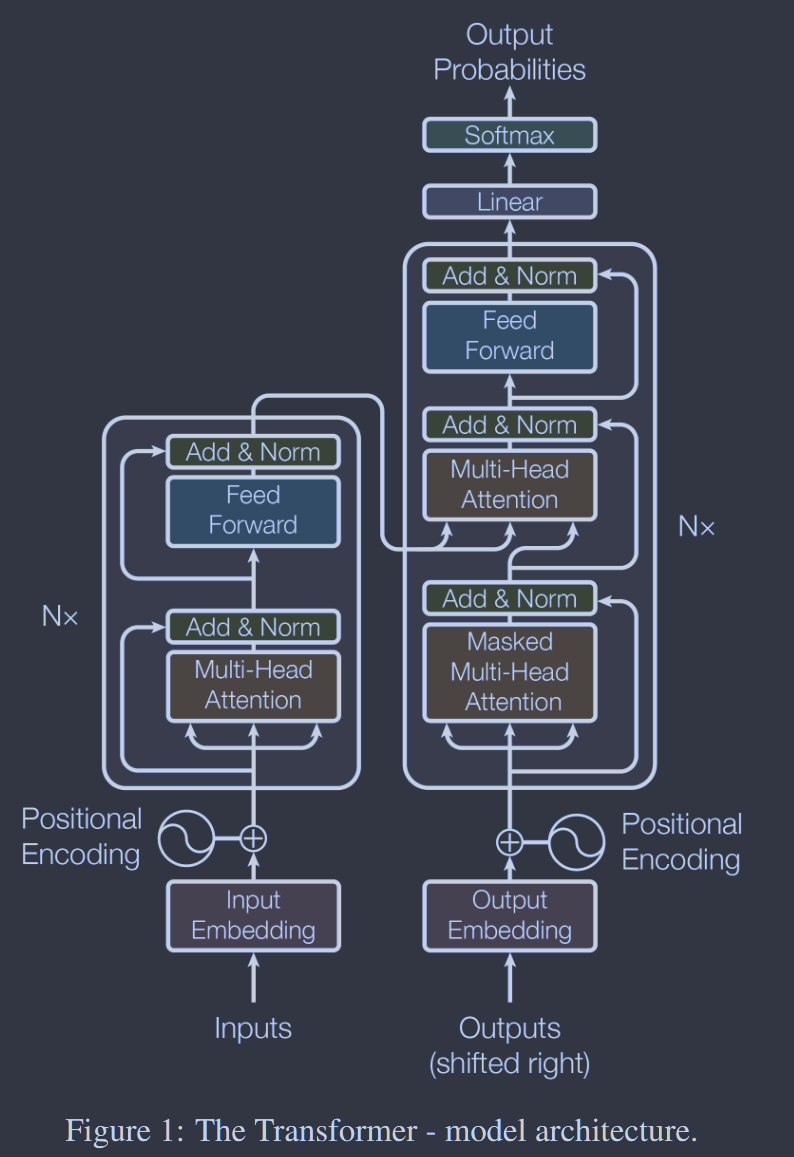 Output
Probabilities
Softmax
Linear
Add & Norm
Feed
Forward
Add & Norm
Multi-Head
Attention
Add & Norm
Masked
Multi-Head
Attention
N×
Add & Norm
Feed
Forward
Add & Norm
Multi-Head
Attention
N×
Positional
Encoding
Positional
Encoding
Input
Embedding
Output
Embedding
Inputs
Outputs
(shifted right)
Figure 1: The Transformer - model architecture.